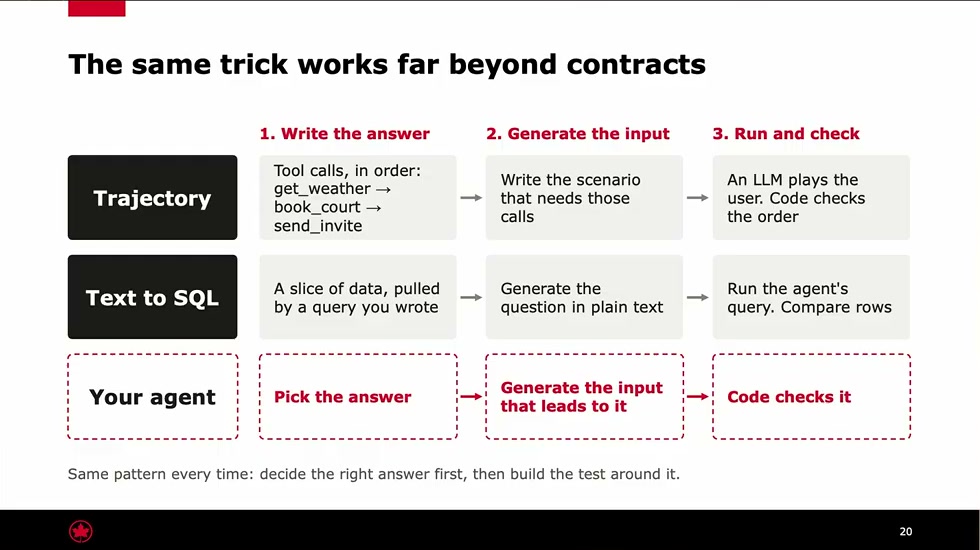 The same trick works far beyond contracts
1. Write the answer
2. Generate the input
3. Run and check
Trajectory
Tool calls, in order:
get_weather →
book_court →
send_invite
Write the scenario
that needs those
calls
An LLM plays the
user. Code checks
the order
Text to SQL
A slice of data, pulled
by a query you wrote
Generate the
question in plain text
Run the agent's
query. Compare rows
Your agent
Pick the answer
Generate the input
that leads to it
Code checks it
Same pattern every time: decide the right answer first, then build the test around it.
20